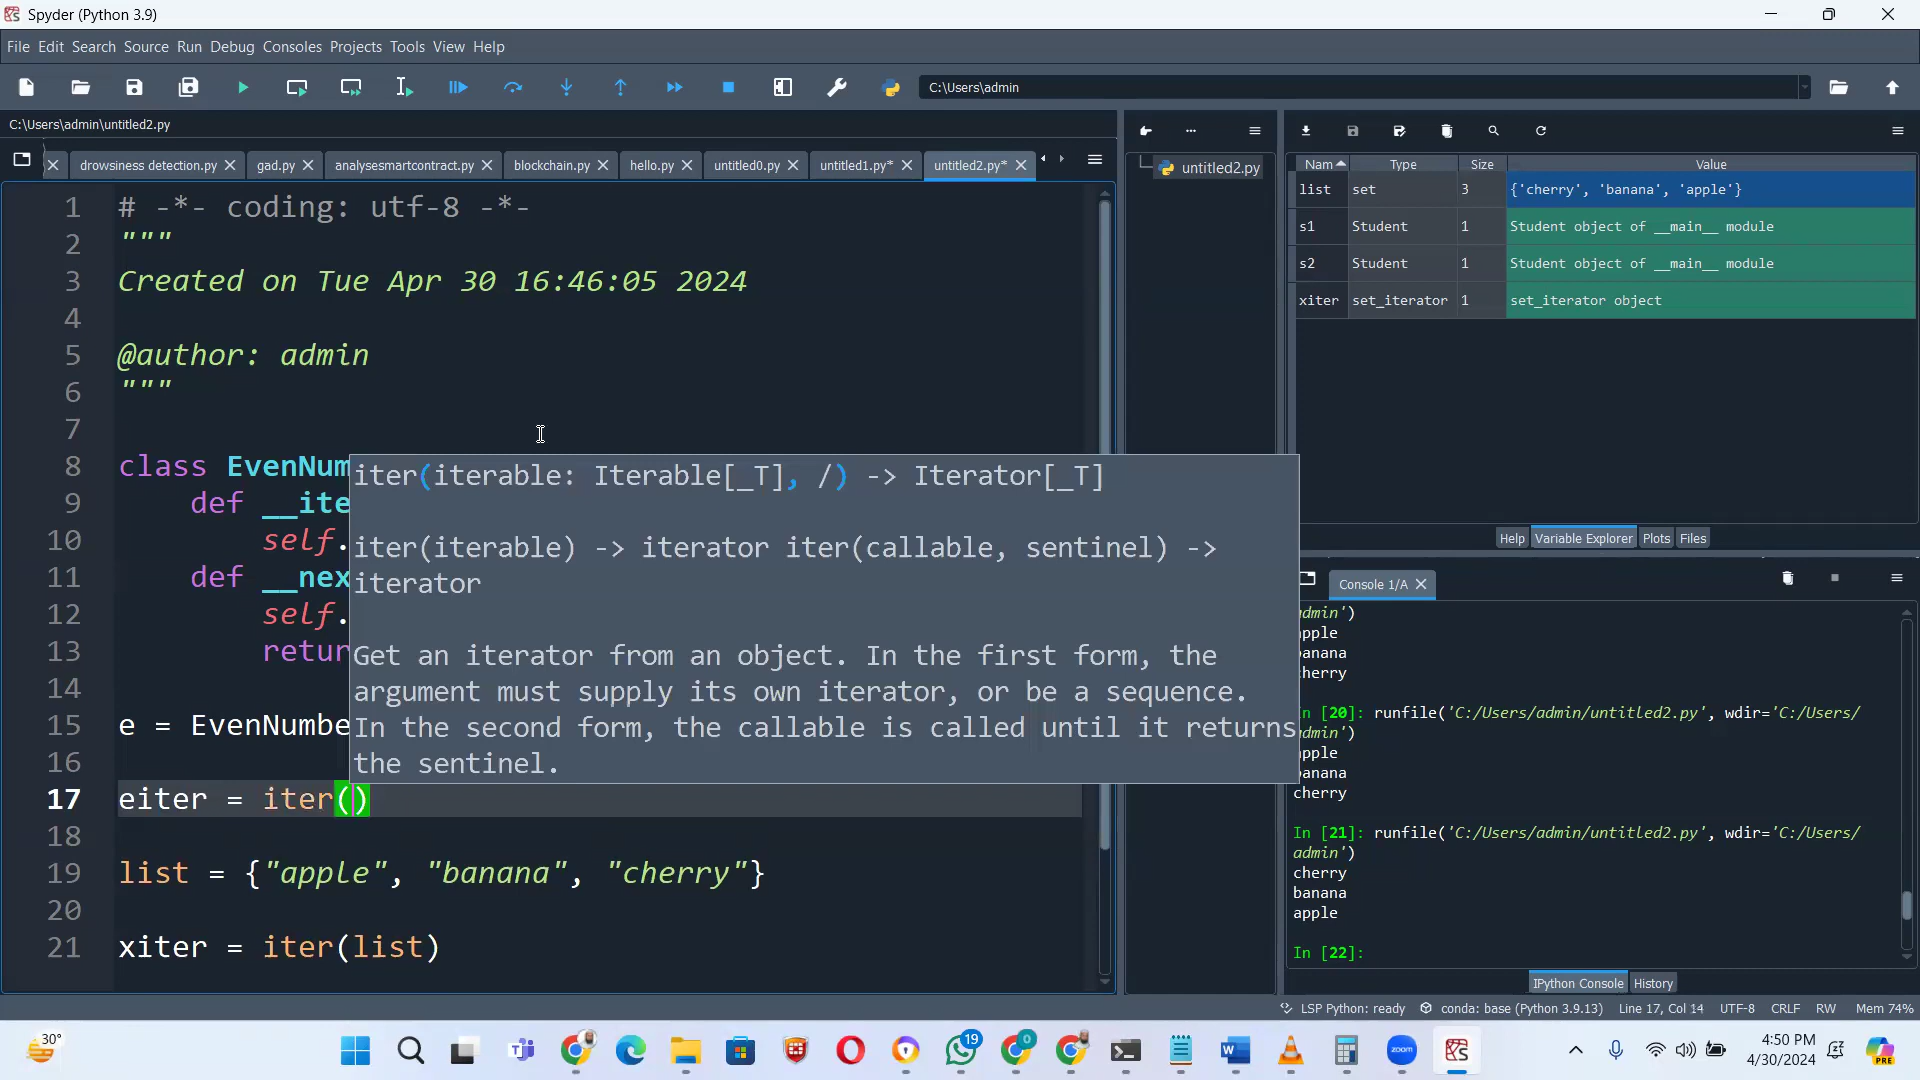 Spyder (Python 3.9)
File Edit Search Source Run Debug Consoles Projects Tools View Help
C:\Users\admin
C:\Users\admin\untitled2.py
drowsiness detection.py gad.py analysesmartcontract.py blockchain.py hello.py untitled0.py untitled1.py* untitled2.py*
1 # -*- coding: utf-8 -*-
2 """
3 Created on Tue Apr 30 16:46:05 2024
4
5 @author: admin
6 """
7
8 class EvenNum
9 def __ite
10 self.
11 def __nex
12 self.
13 retur
14
15 e = EvenNumbe
16
17 eiter = iter()
18
19 list = {"apple", "banana", "cherry"}
20
21 xiter = iter(list)
iter(iterable: Iterable[_T], /) -> Iterator[_T]
iter(iterable) -> iterator iter(callable, sentinel) ->
iterator
Get an iterator from an object. In the first form, the
argument must supply its own iterator, or be a sequence.
In the second form, the callable is called until it returns
the sentinel.
untitled2.py
Nam Type Size Value
list set 3 {'cherry', 'banana', 'apple'}
s1 Student 1 Student object of __main__ module
s2 Student 1 Student object of __main__ module
xiter set_iterator 1 set_iterator object
Help Variable Explorer Plots Files
Console 1/A
admin')
apple
banana
cherry
In [20]: runfile('C:/Users/admin/untitled2.py', wdir='C:/Users/
admin')
apple
banana
cherry
In [21]: runfile('C:/Users/admin/untitled2.py', wdir='C:/Users/
admin')
cherry
banana
apple
In [22]:
IPython Console History
LSP Python: ready conda: base (Python 3.9.13) Line 17, Col 14 UTF-8 CRLF RW Mem 74%
30°
19
0
zoom
4:50 PM
4/30/2024
PRE